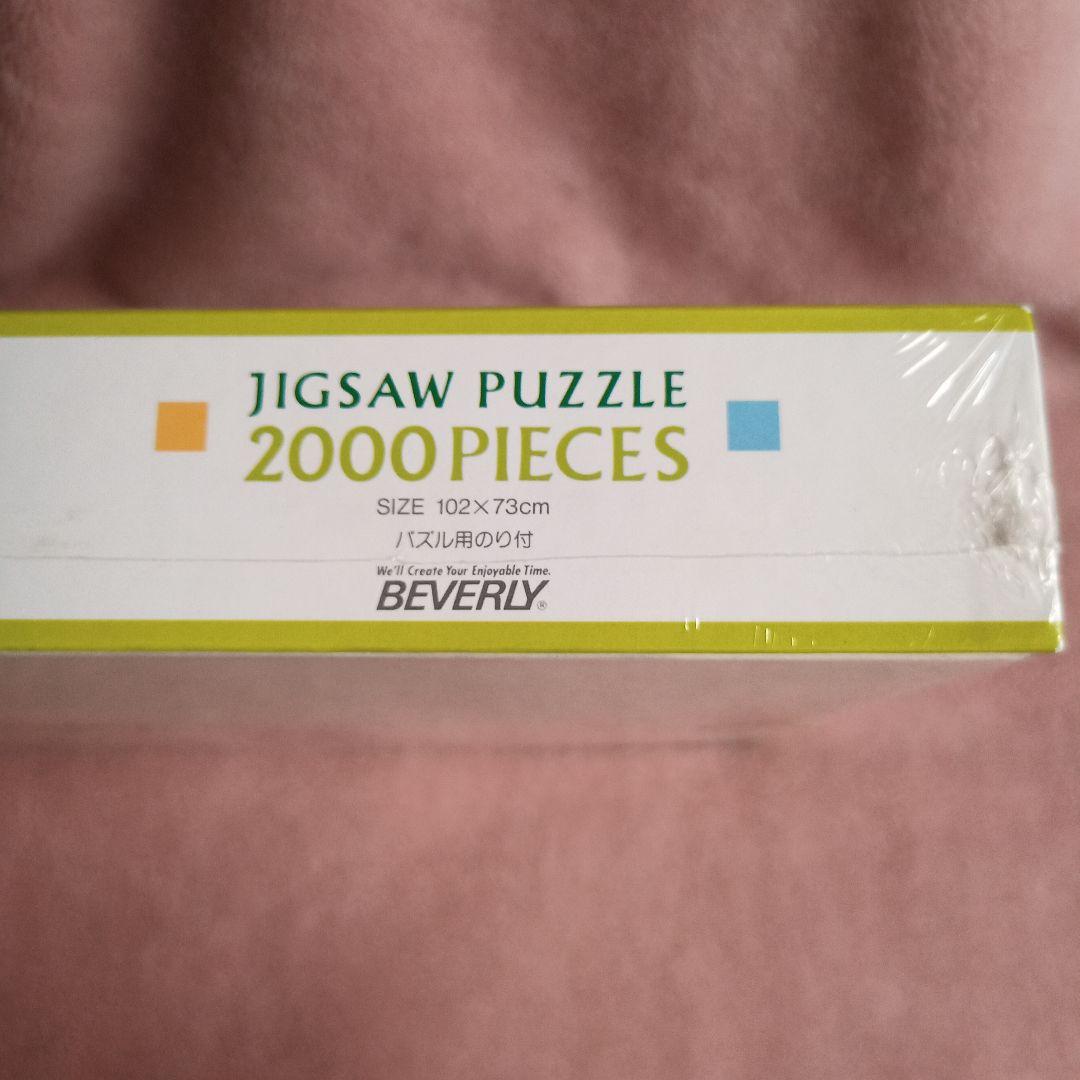 JIGSAW PUZZLE
2000 PIECES
SIZE 102×73cm
パズル用のり付
We'll Create Your Enjoyable Time.
BEVERLY®